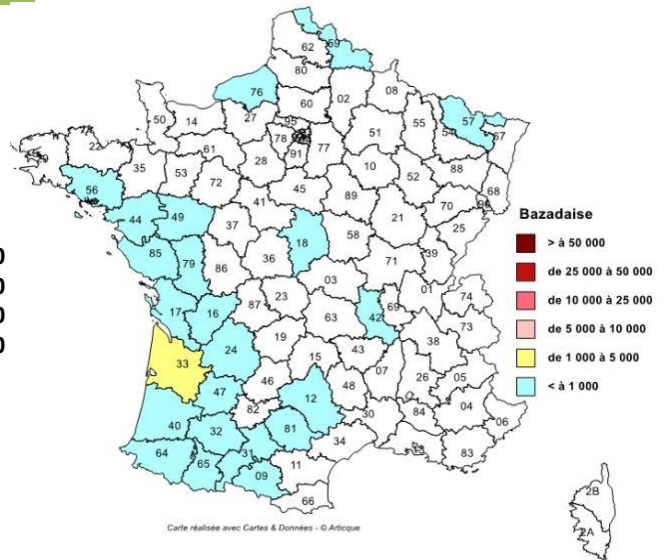 62 59
80
76 02 08
60
50 14 27 95 57
51 55 54 67
78 77
22 61 91 88
29 35 53 28 10 52 68
72 45
56 41 89 70 90
44 49 37 18 21 25
58
85 79 36 71 39
86
03 01 74
17 16 87 23 42 69
63 73
24 19 38
33 15 43
46 07 26 05
47 12 48
82 04
40 32 81 30 84 06
31 34 13
64 65 83
09 11
66
2B
2A
0
0
0
0
Bazadaise
> à 50 000
de 25 000 à 50 000
de 10 000 à 25 000
de 5 000 à 10 000
de 1 000 à 5 000
< à 1 000
Carte réalisée avec Cartes & Données - © Articque